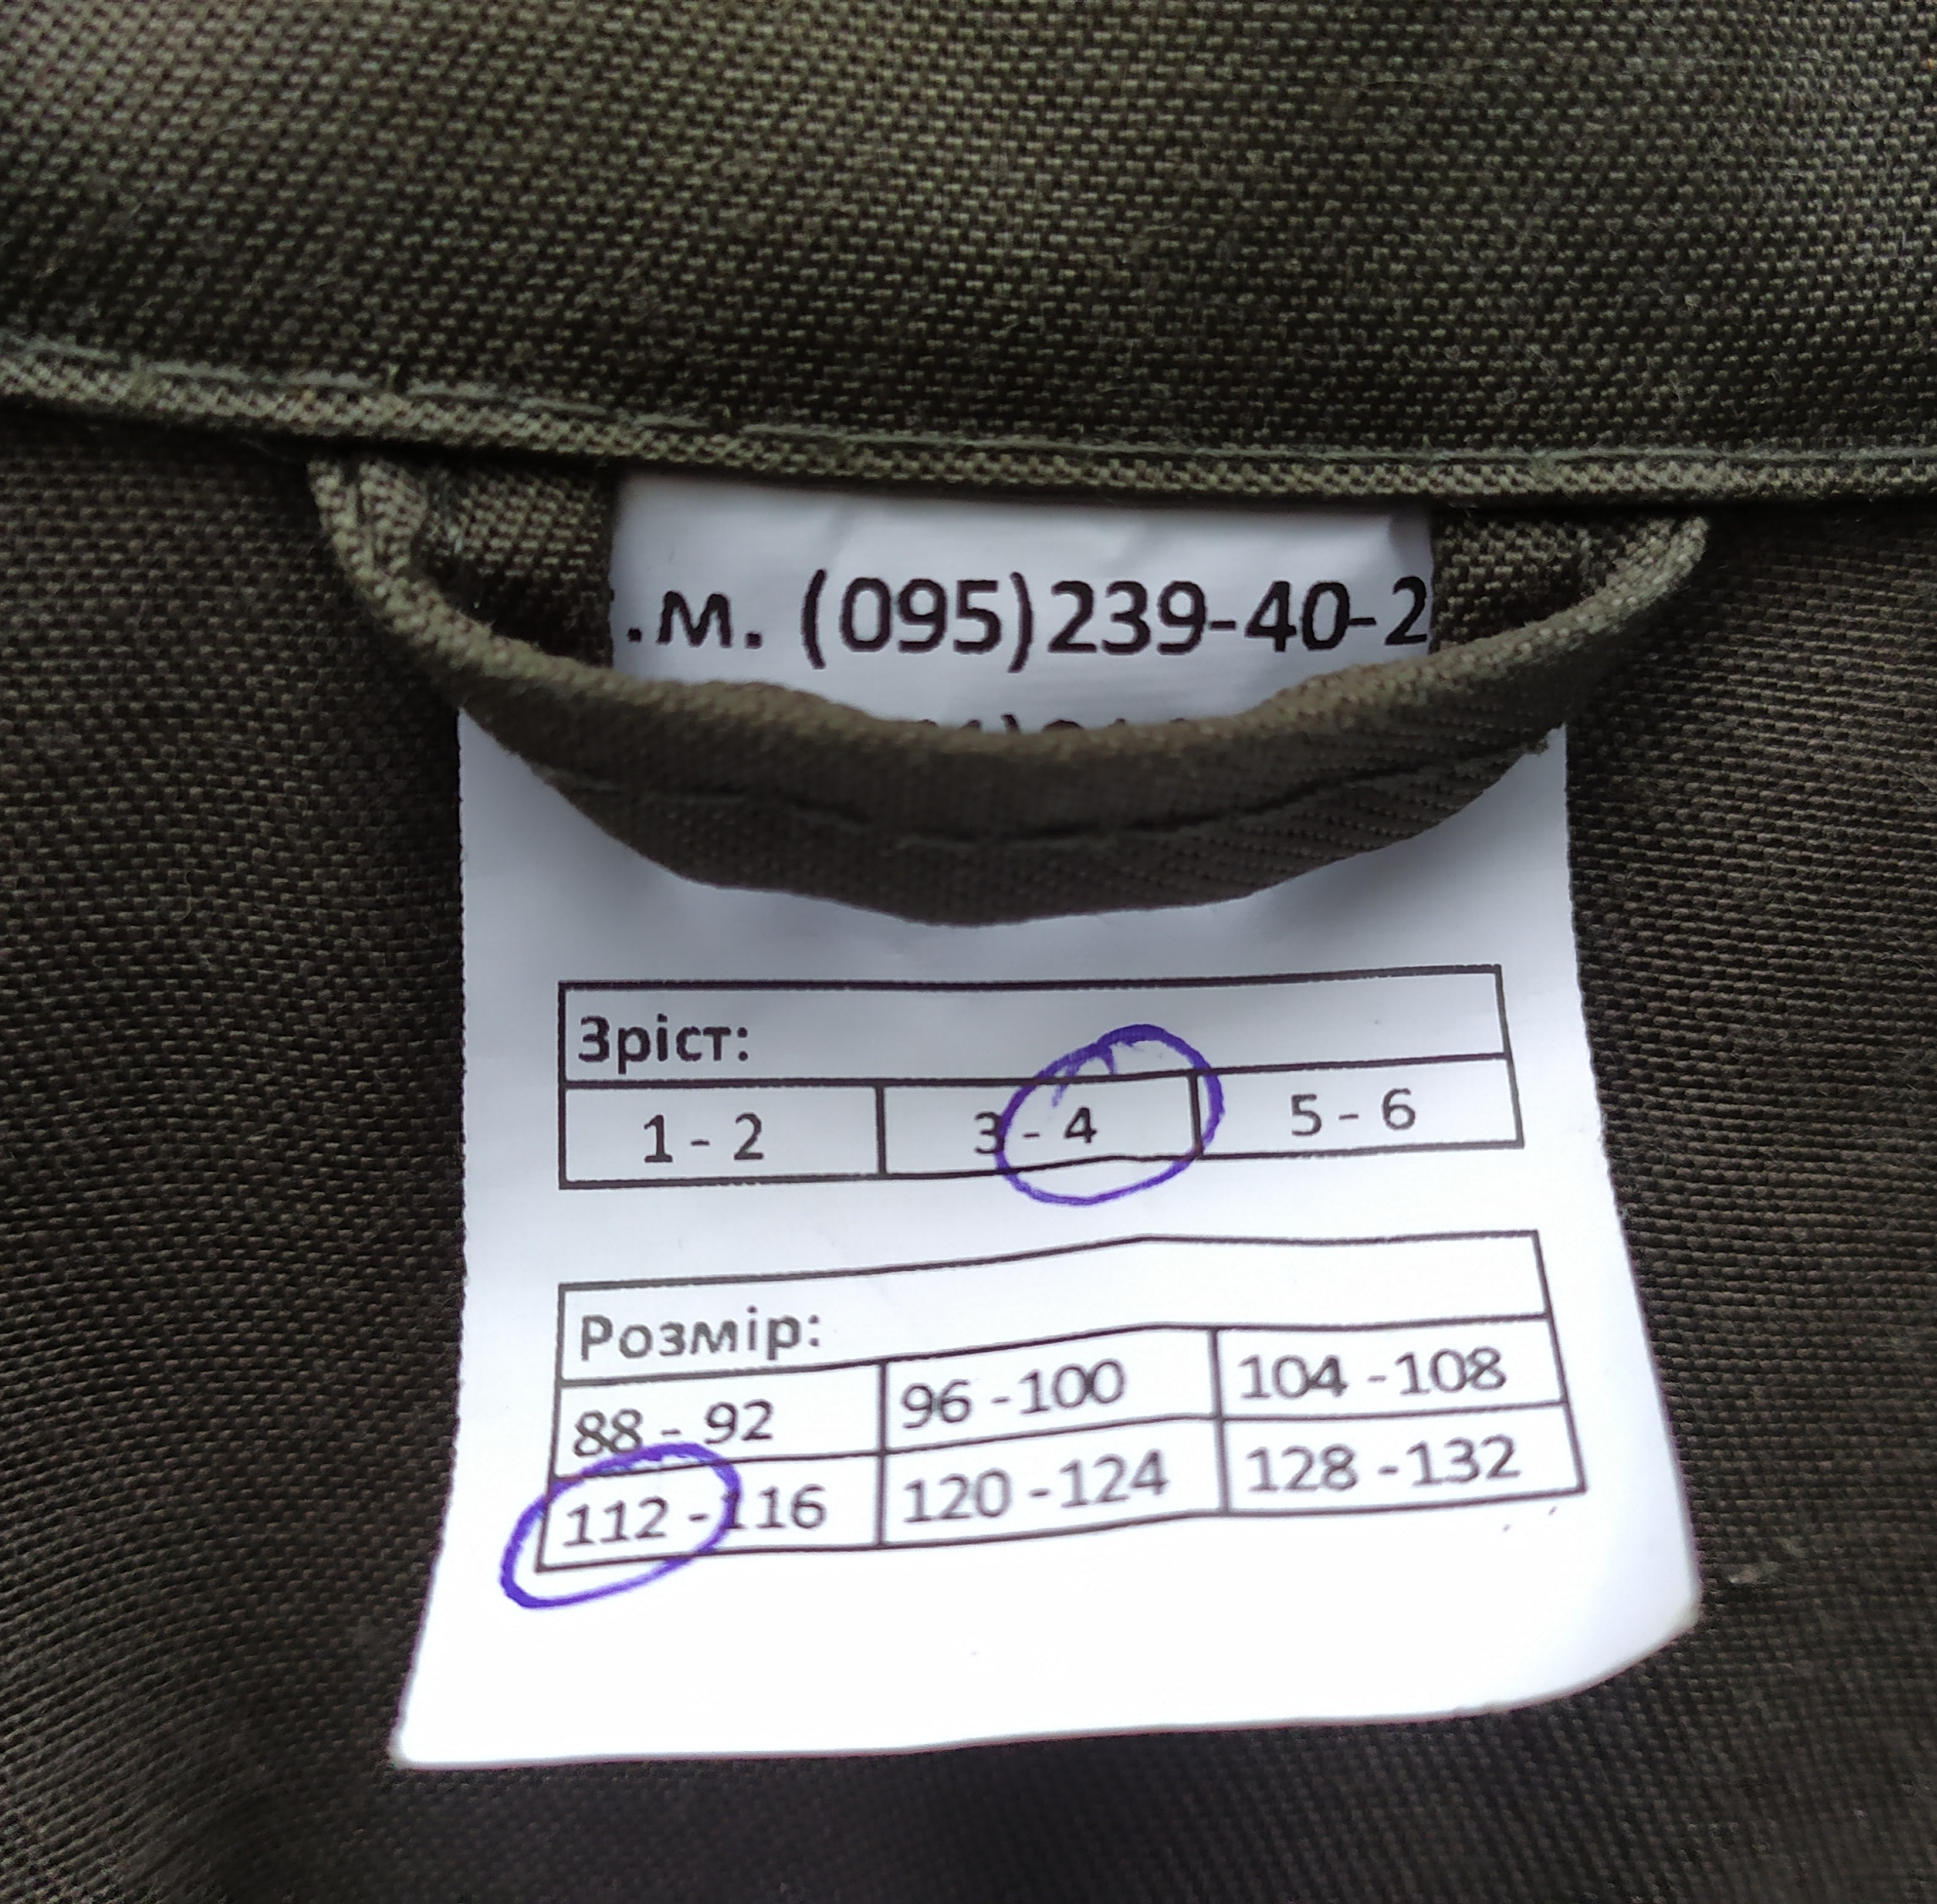 .м. (095)239-40-2
Зріст:
1 - 2 3 - 4 5 - 6
Розмір:
88 - 92 96 -100 104 -108
112 -116 120 -124 128 -132